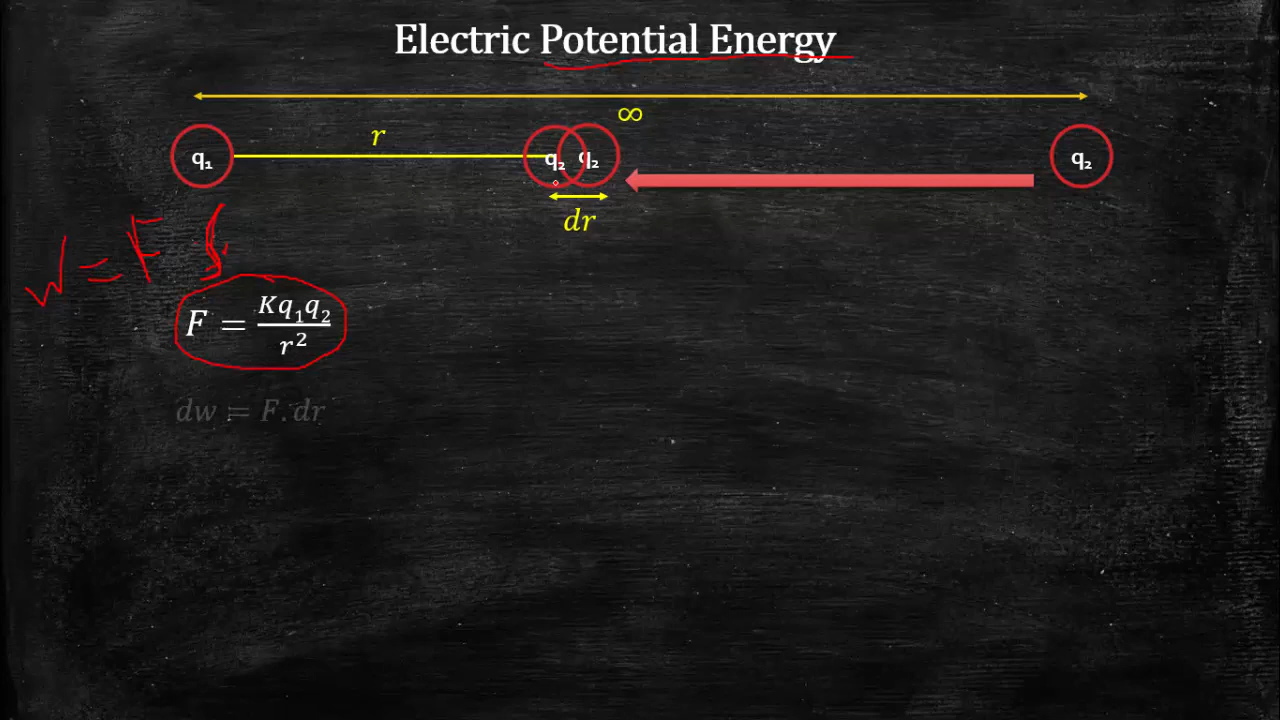 Electric Potential Energy
∞
r
q₁ q₂ q₂ q₂
dr
W = F S
F = Kq₁q₂/r²
dw = F. dr